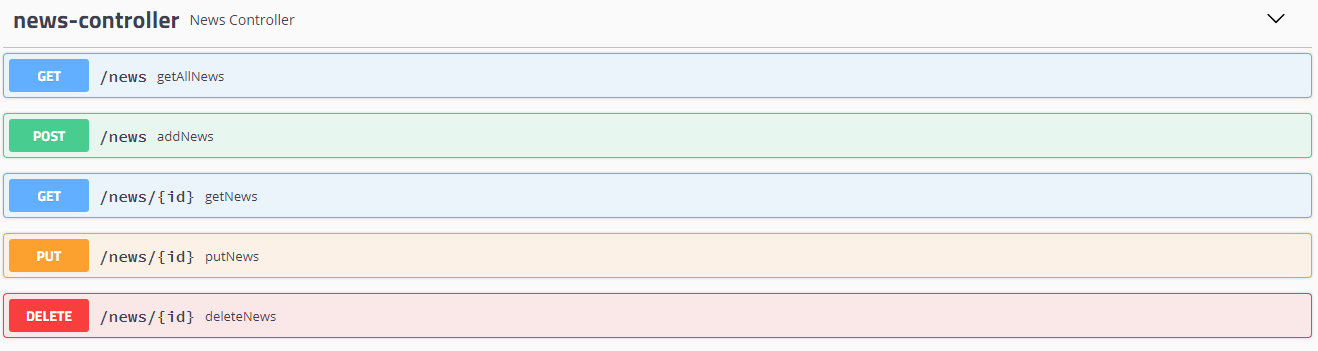 news-controller News Controller
GET /news getAllNews
POST /news addNews
GET /news/{id} getNews
PUT /news/{id} putNews
DELETE /news/{id} deleteNews